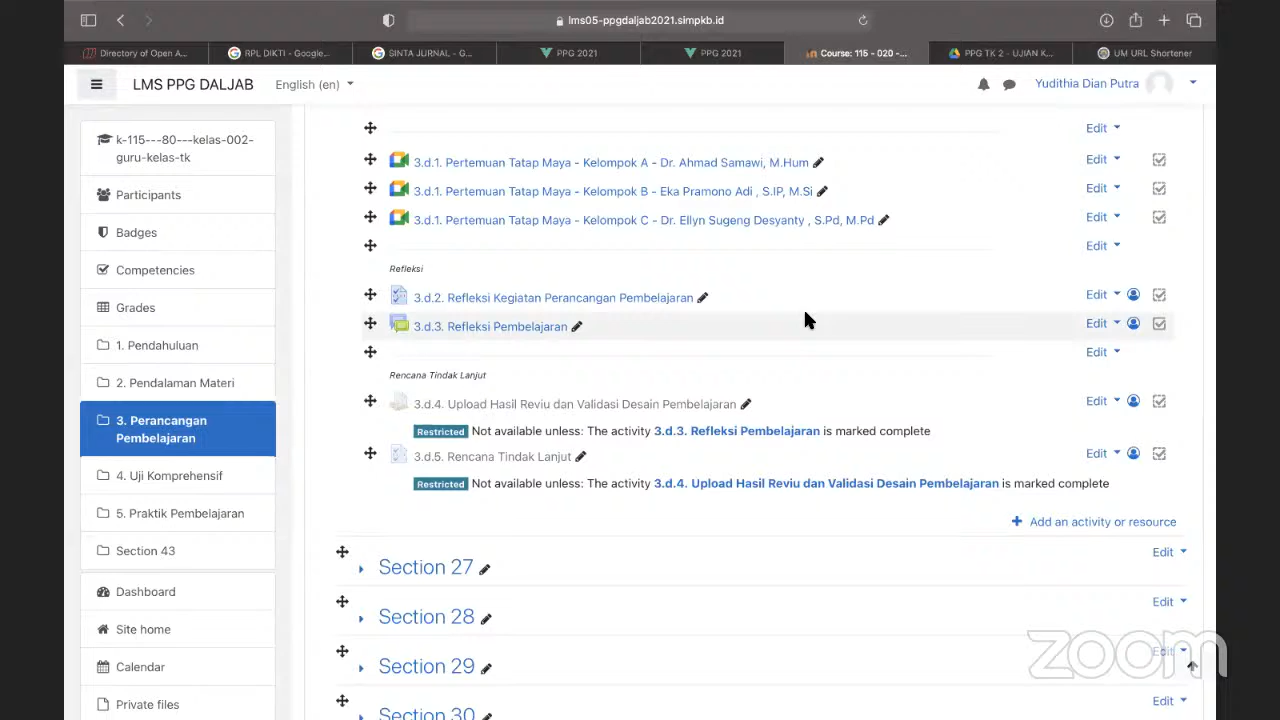 lms05-ppgdaljab2021.simpkb.id
Directory of Open A...
RPL DIKTI - Google...
SINTA JURNAL - G...
PPG 2021
PPG 2021
Course: 115 - 020 -...
PPG TK 2 - UJIAN K...
UM URL Shortener
LMS PPG DALJAB
English (en)
Yudithia Dian Putra
k-115---80---kelas-002-
guru-kelas-tk
Participants
Badges
Competencies
Grades
1. Pendahuluan
2. Pendalaman Materi
3. Perancangan
Pembelajaran
4. Uji Komprehensif
5. Praktik Pembelajaran
Section 43
Dashboard
Site home
Calendar
Private files
Edit
3.d.1. Pertemuan Tatap Maya - Kelompok A - Dr. Ahmad Samawi, M.Hum
Edit
3.d.1. Pertemuan Tatap Maya - Kelompok B - Eka Pramono Adi , S.IP, M.Si
Edit
3.d.1. Pertemuan Tatap Maya - Kelompok C - Dr. Ellyn Sugeng Desyanty , S.Pd, M.Pd
Edit
Edit
Refleksi
3.d.2. Refleksi Kegiatan Perancangan Pembelajaran
Edit
3.d.3. Refleksi Pembelajaran
Edit
Edit
Rencana Tindak Lanjut
3.d.4. Upload Hasil Reviu dan Validasi Desain Pembelajaran
Edit
Restricted Not available unless: The activity 3.d.3. Refleksi Pembelajaran is marked complete
3.d.5. Rencana Tindak Lanjut
Edit
Restricted Not available unless: The activity 3.d.4. Upload Hasil Reviu dan Validasi Desain Pembelajaran is marked complete
Add an activity or resource
Section 27
Edit
Section 28
Edit
Section 29
Edit
Section 30
Edit
zoom